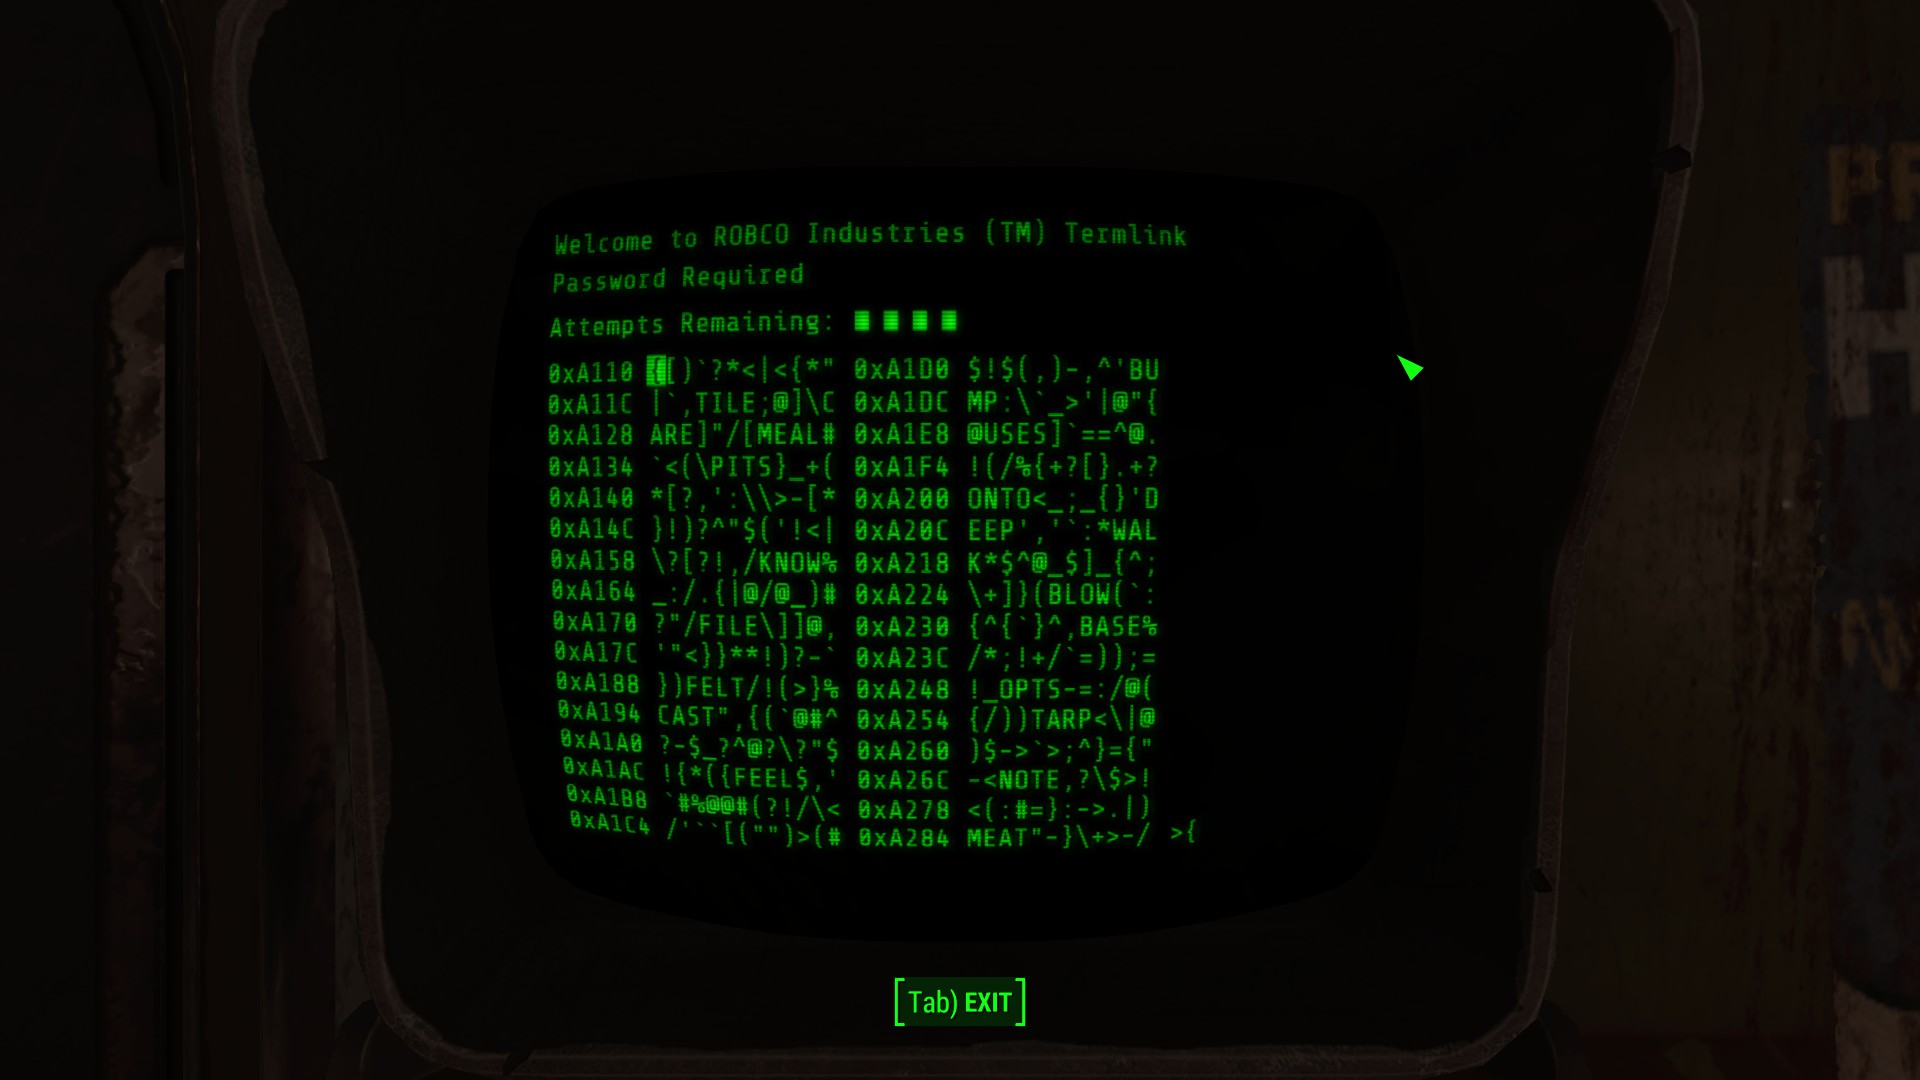 Welcome to ROBCO Industries (TM) Termlink
Password Required
Attempts Remaining:
0xA110 {[)`?*<|<{*" 0xA1D0 $!$(,)-,^'BU
0xA11C |`,TILE;@]\C 0xA1DC MP:\`_>'|@"{
0xA128 ARE]"/[MEAL# 0xA1E8 @USES]`==^@.
0xA134 `<(\PITS}_+( 0xA1F4 !(/%{+?[}.+?
0xA140 *[?,':\\>-[* 0xA200 ONTO<_;_{}'D
0xA14C }!)?^"$('!<| 0xA20C EEP','`:*WAL
0xA158 \?[?!,/KNOW% 0xA218 K*$^@_$]_{^;
0xA164 _:/.{|@/@_)# 0xA224 \+]}(BLOW(`:
0xA170 ?"/FILE\]]@, 0xA230 {^{`}^,BASE%
0xA17C '"<}}**!)?-` 0xA23C /*;!+/`=));=
0xA188 })FELT/!(>}% 0xA248 !_OPTS-=:/@(
0xA194 CAST",{(`@#^ 0xA254 {/))TARP<\|@
0xA1A0 ?-$_?^@?\?"$ 0xA260 )$->`>;^}={"
0xA1AC !{*({FEEL$,' 0xA26C -<NOTE,?\$>!
0xA1B8 `#%@@#(?!/\< 0xA278 <(:#=}:->.|)
0xA1C4 /'``[("")>(# 0xA284 MEAT"-}\+>-/ >{
[Tab) EXIT]